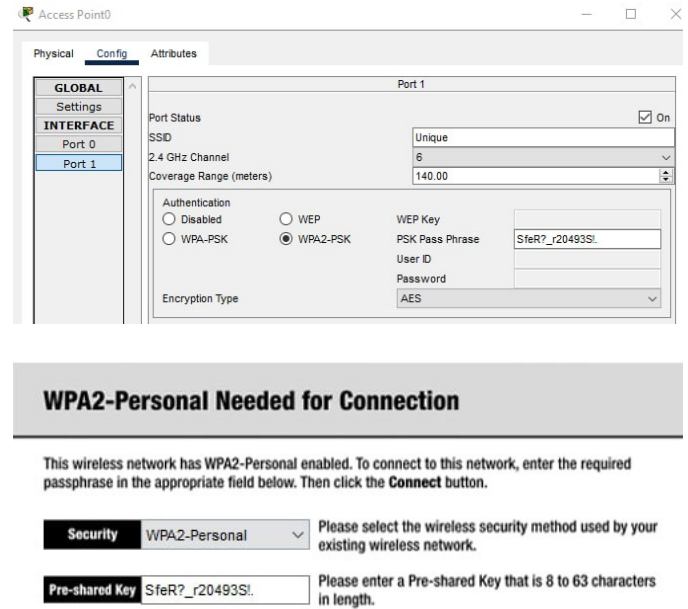 Access Point0
Physical Config Attributes
GLOBAL
Settings
INTERFACE
Port 0
Port 1
Port 1
Port Status On
SSID Unique
2.4 GHz Channel 6
Coverage Range (meters) 140.00
Authentication
Disabled WEP WEP Key
WPA-PSK WPA2-PSK PSK Pass Phrase SfeR?_r20493S!.
User ID
Password
Encryption Type AES
WPA2-Personal Needed for Connection
This wireless network has WPA2-Personal enabled. To connect to this network, enter the required
passphrase in the appropriate field below. Then click the Connect button.
Security WPA2-Personal Please select the wireless security method used by your
existing wireless network.
Pre-shared Key SfeR?_r20493S!. Please enter a Pre-shared Key that is 8 to 63 characters
in length.